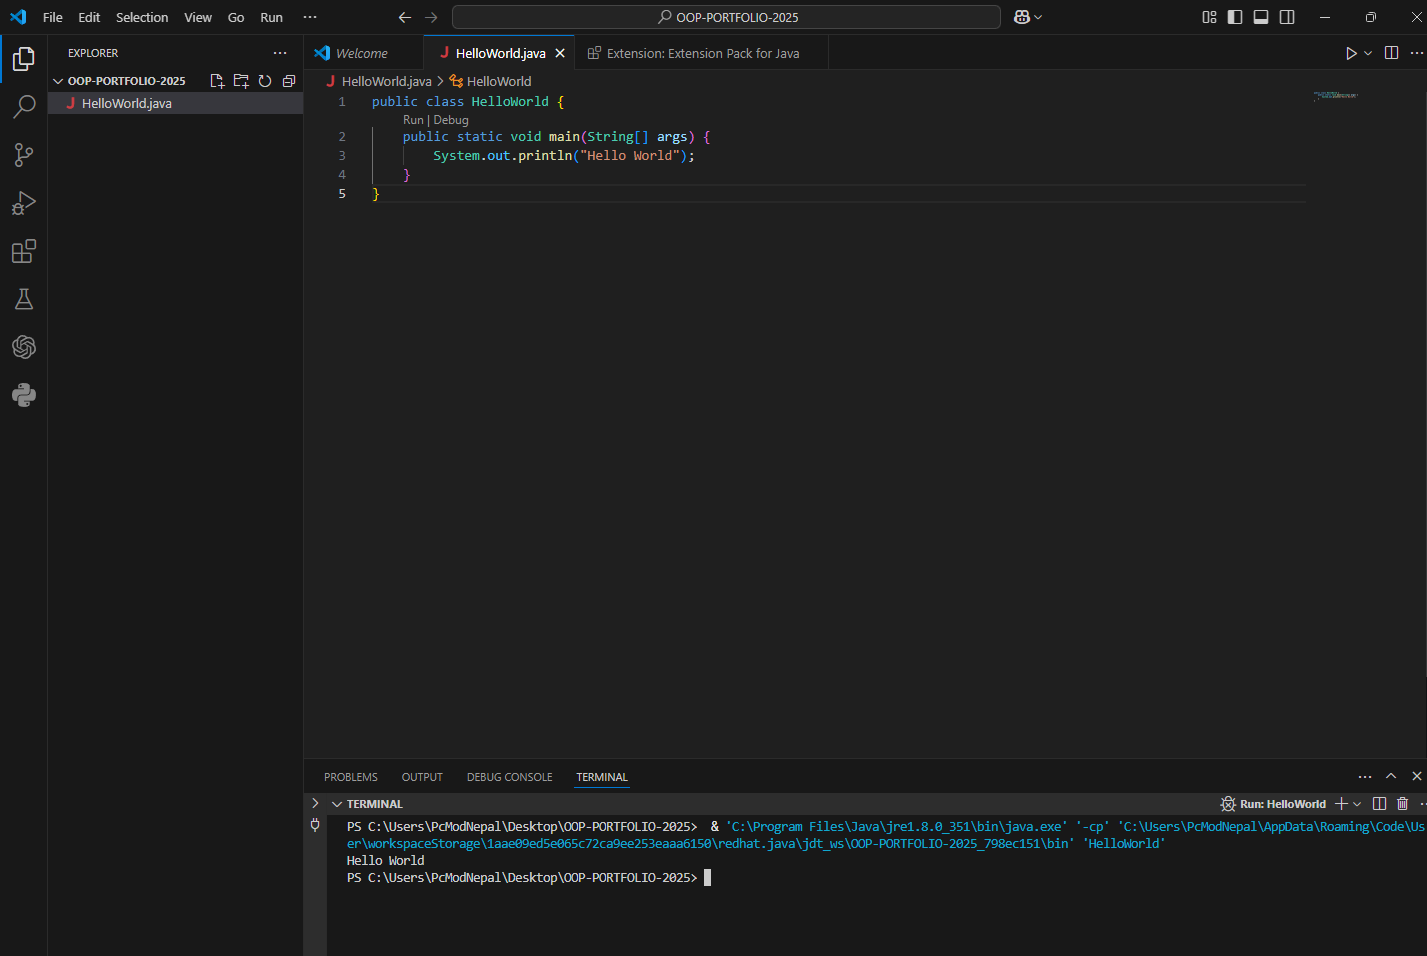 File Edit Selection View Go Run ···
OOP-PORTFOLIO-2025
EXPLORER
OOP-PORTFOLIO-2025
HelloWorld.java
Welcome
HelloWorld.java
Extension: Extension Pack for Java
HelloWorld.java > HelloWorld
1 public class HelloWorld {
Run | Debug
2 public static void main(String[] args) {
3 System.out.println("Hello World");
4 }
5 }
PROBLEMS OUTPUT DEBUG CONSOLE TERMINAL
TERMINAL
Run: HelloWorld
PS C:\Users\PcModNepal\Desktop\OOP-PORTFOLIO-2025> & 'C:\Program Files\Java\jre1.8.0_351\bin\java.exe' '-cp' 'C:\Users\PcModNepal\AppData\Roaming\Code\Us
er\workspaceStorage\1aae09ed5e065c72ca9ee253eaaa6150\redhat.java\jdt_ws\OOP-PORTFOLIO-2025_798ec151\bin' 'HelloWorld'
Hello World
PS C:\Users\PcModNepal\Desktop\OOP-PORTFOLIO-2025>